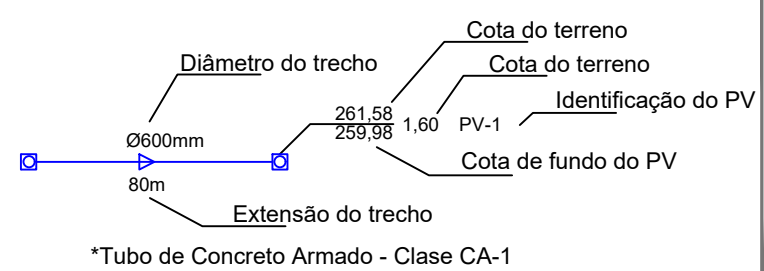 Cota do terreno
Diâmetro do trecho
Cota do terreno
Identificação do PV
261,58
259,98
1,60
PV-1
Ø600mm
Cota de fundo do PV
80m
Extensão do trecho
*Tubo de Concreto Armado - Clase CA-1